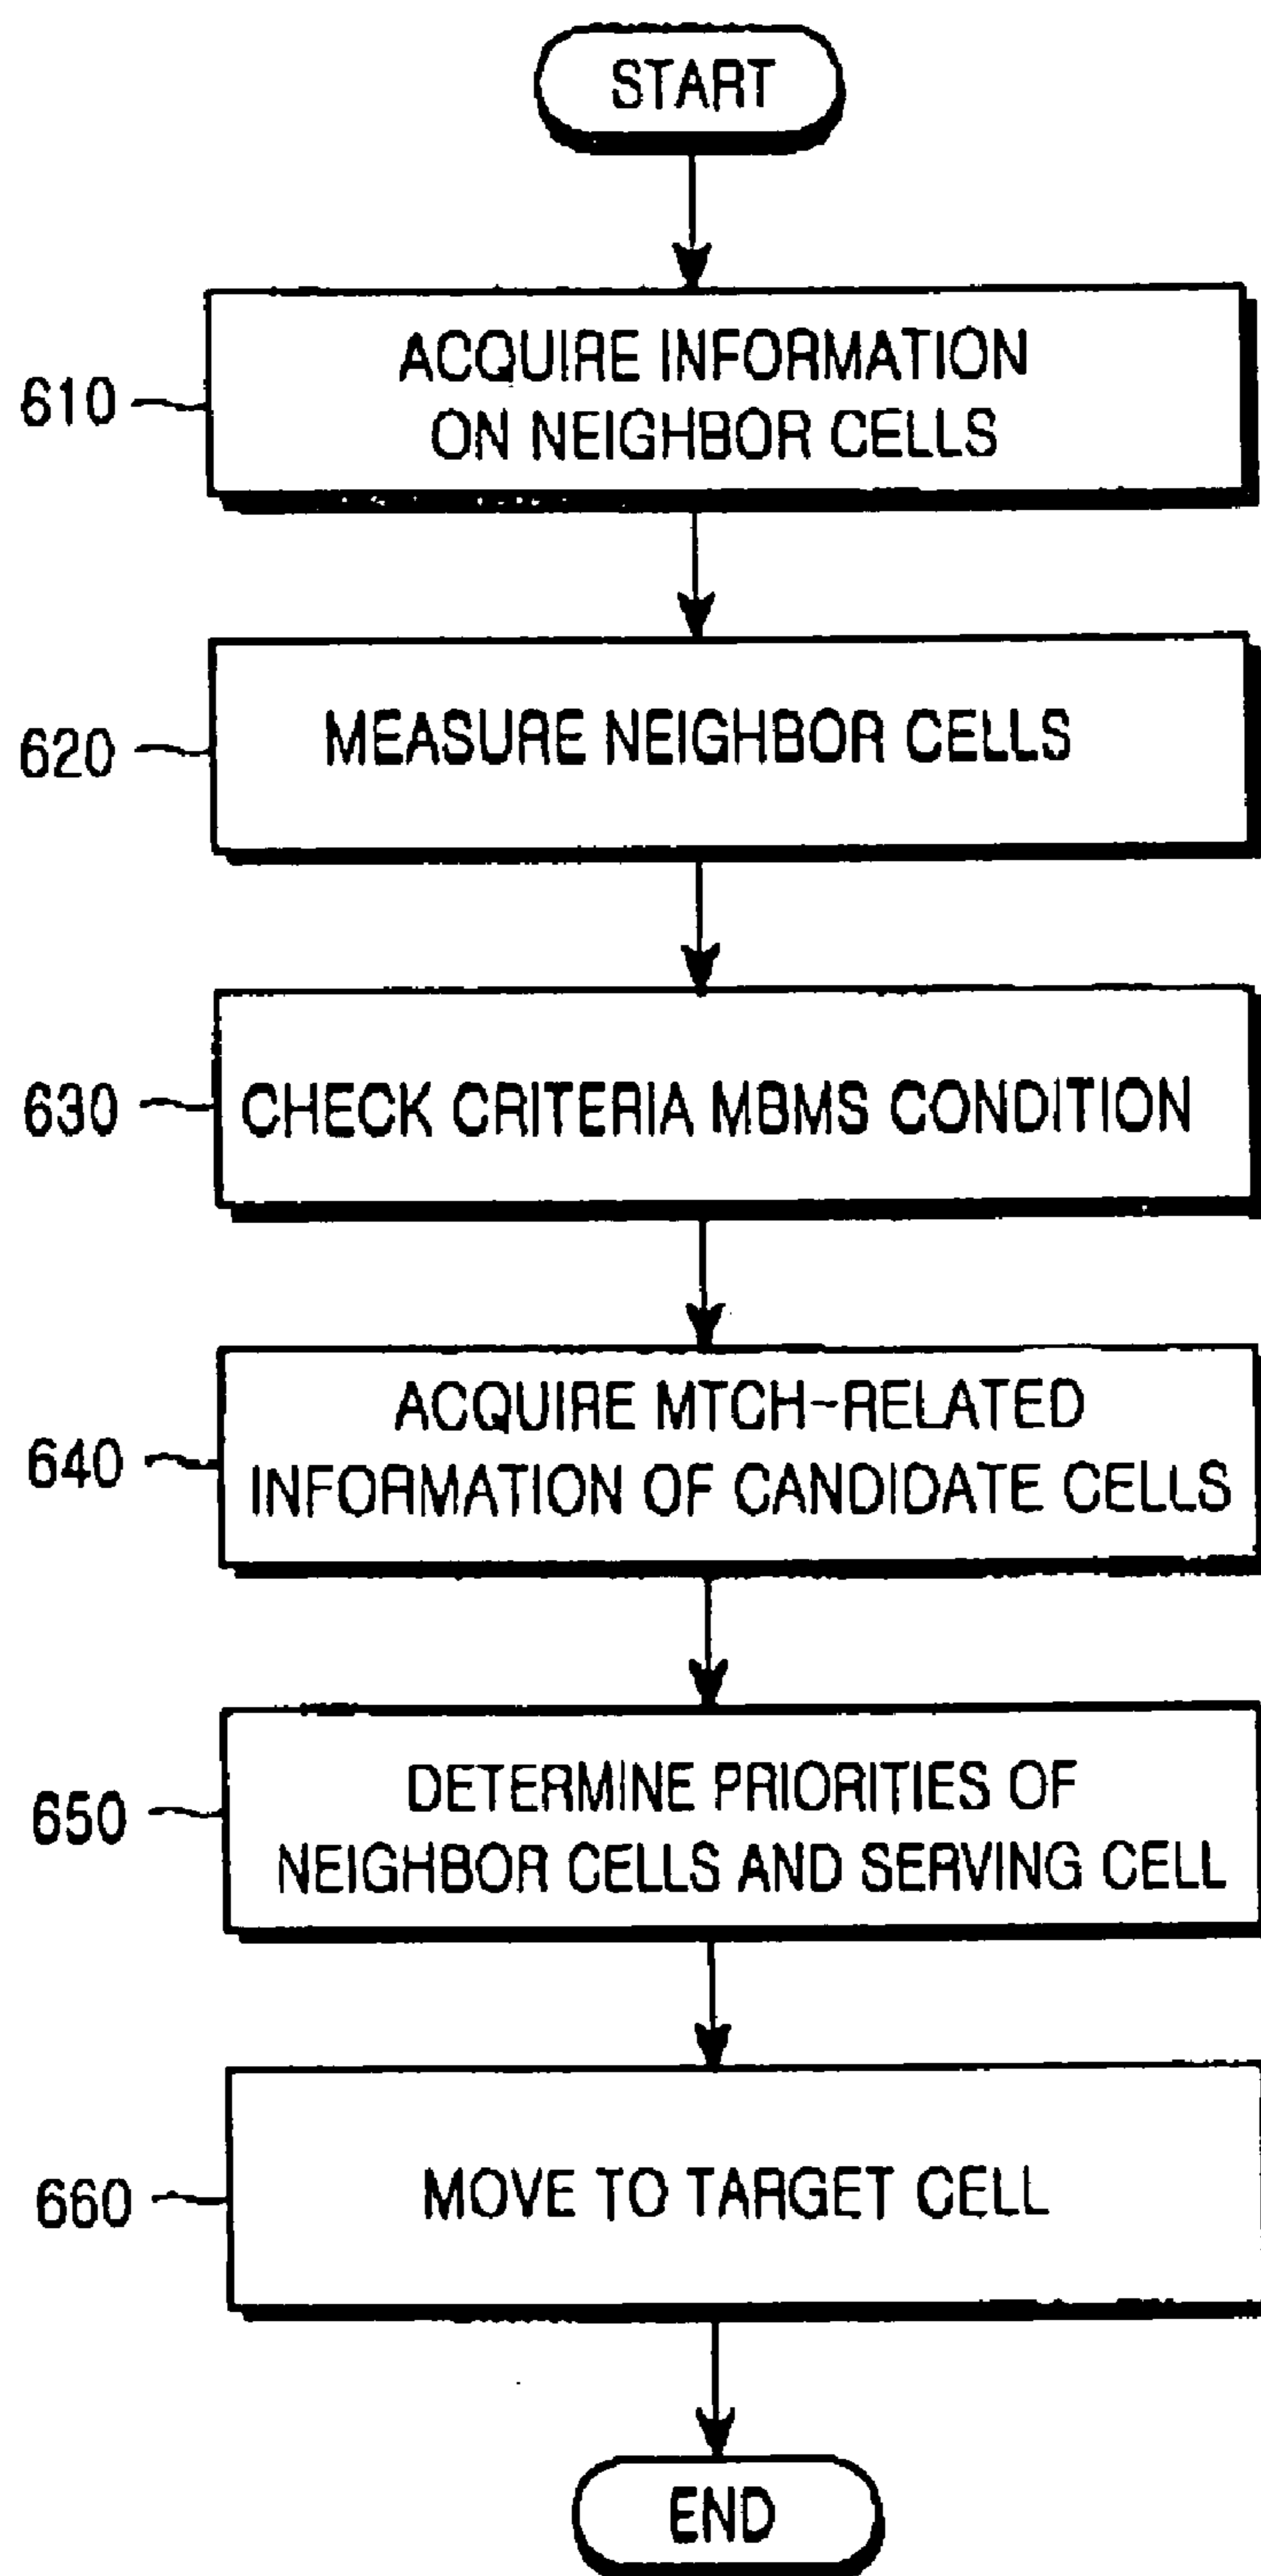 START
610
ACQUIRE INFORMATION
ON NEIGHBOR CELLS
620
MEASURE NEIGHBOR CELLS
630
CHECK CRITERIA MBMS CONDITION
640
ACQUIRE MTCH-RELATED
INFORMATION OF CANDIDATE CELLS
650
DETERMINE PRIORITIES OF
NEIGHBOR CELLS AND SERVING CELL
660
MOVE TO TARGET CELL
END